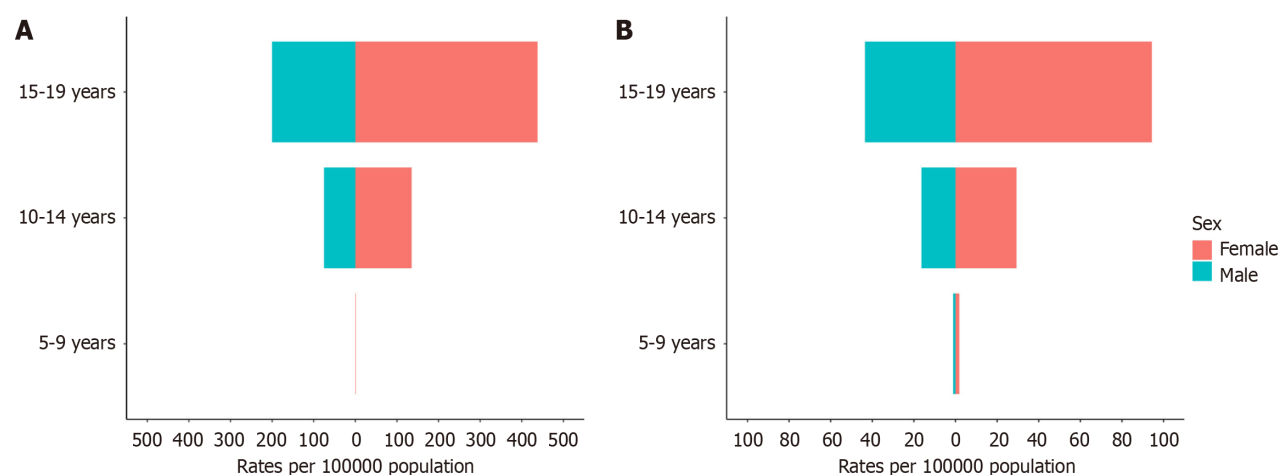 A
15-19 years
10-14 years
5-9 years
500 400 300 200 100 0 100 200 300 400 500
Rates per 100000 population
B
15-19 years
10-14 years
5-9 years
100 80 60 40 20 0 20 40 60 80 100
Rates per 100000 population
Sex
Female
Male